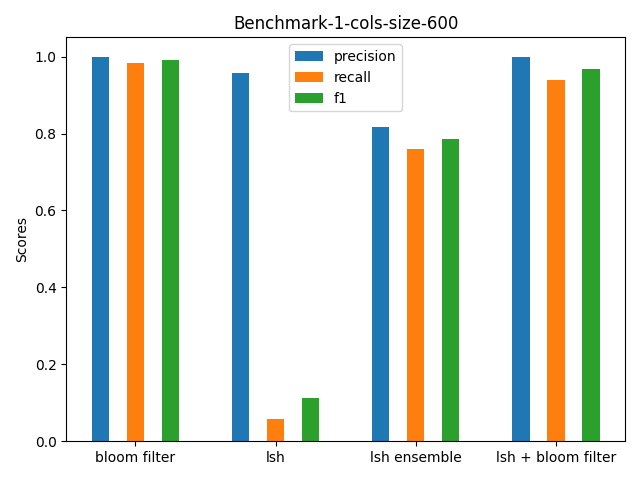 Benchmark-1-cols-size-600
precision
recall
f1
Scores
1.0
0.8
0.6
0.4
0.2
0.0
bloom filter
lsh
lsh ensemble
lsh + bloom filter